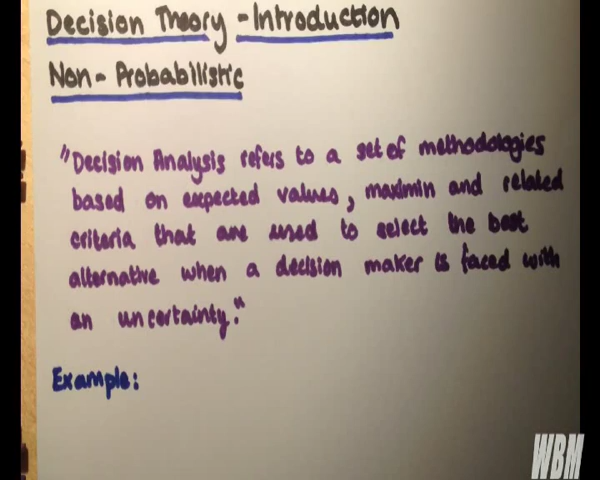 Decision Theory - Introduction
Non - Probabilistic
"Decision Analysis refers to a set of methodologies
based on expected values, maximin and related
criteria that are used to select the best
alternative when a decision maker is faced with
an uncertainty."
Example:
WBM